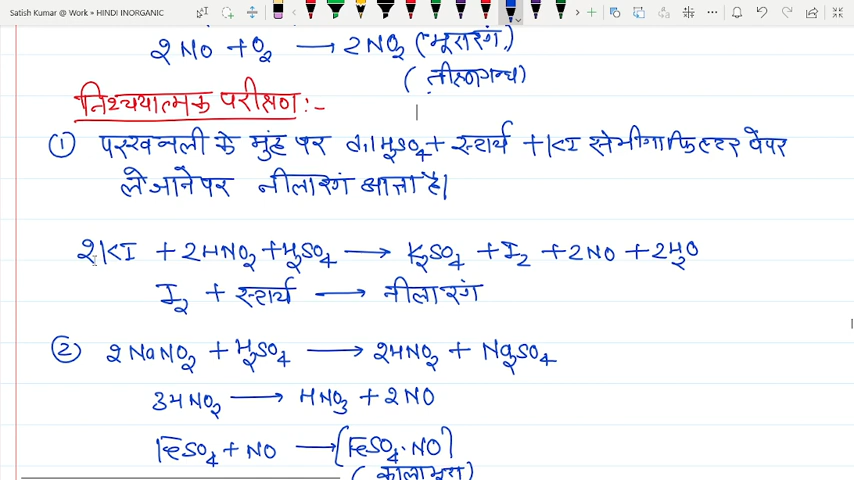 Satish Kumar @ Work » HINDI INORGANIC
2NO + O2 ⟶ 2NO2 (भूरा रंग)
(तीक्ष्ण गन्ध)
निश्चयात्मक परीक्षण :-
① परखनली के मुंह पर dil H2SO4 + स्टार्च + KI से भीगा फिल्टर पेपर
ले जाने पर नीला रंग आता है।
2KI + 2HNO2 + H2SO4 ⟶ K2SO4 + I2 + 2NO + 2H2O
I2 + स्टार्च ⟶ नीला रंग
② 2NaNO2 + H2SO4 ⟶ 2HNO2 + Na2SO4
3HNO2 ⟶ HNO3 + 2NO
FeSO4 + NO ⟶ [FeSO4·NO]
(काला भूरा)